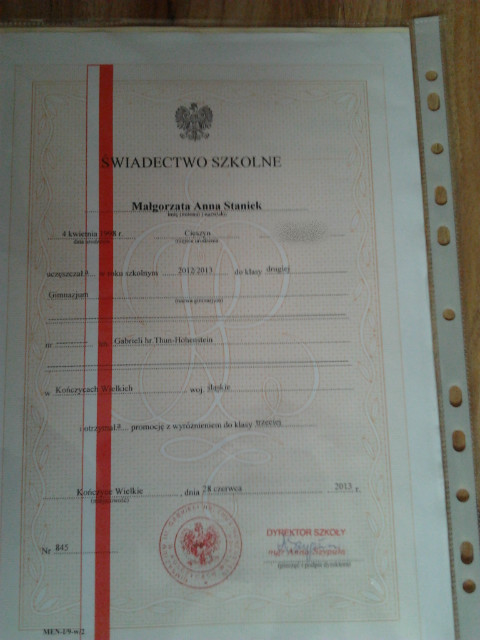 ŚWIADECTWO SZKOLNE
Małgorzata Anna Staniek
imię (imiona) i nazwisko
4 kwietnia 1998 r. Cieszyn
data urodzenia miejsce urodzenia
uczęszczał a w roku szkolnym 2012/2013 do klasy drugiej
Gimnazjum
(nazwa gimnazjum)
nr im. Gabrieli hr Thun-Hohenstein
w Kończycach Wielkich woj. śląskie
i otrzymał a promocję z wyróżnieniem do klasy trzeciej
Kończyce Wielkie, dnia 28 czerwca 2013 r.
(miejscowość)
DYREKTOR SZKOŁY
Nr 845
(pieczęć i podpis dyrektora)
MEN-I/9-w/2